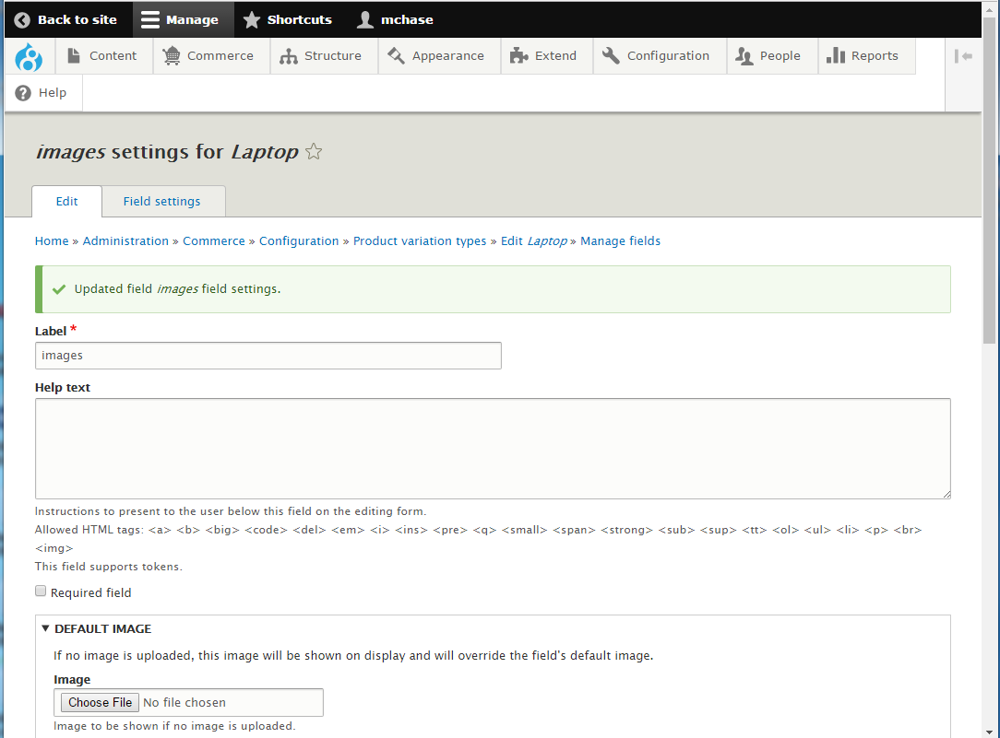 Back to site Manage Shortcuts mchase
Content Commerce Structure Appearance Extend Configuration People Reports
Help
images settings for Laptop
Edit Field settings
Home » Administration » Commerce » Configuration » Product variation types » Edit Laptop » Manage fields
Updated field images field settings.
Label *
images
Help text
Instructions to present to the user below this field on the editing form.
Allowed HTML tags: <a> <b> <big> <code> <del> <em> <i> <ins> <pre> <q> <small> <span> <strong> <sub> <sup> <tt> <ol> <ul> <li> <p> <br>
<img>
This field supports tokens.
Required field
DEFAULT IMAGE
If no image is uploaded, this image will be shown on display and will override the field's default image.
Image
Choose File No file chosen
Image to be shown if no image is uploaded.